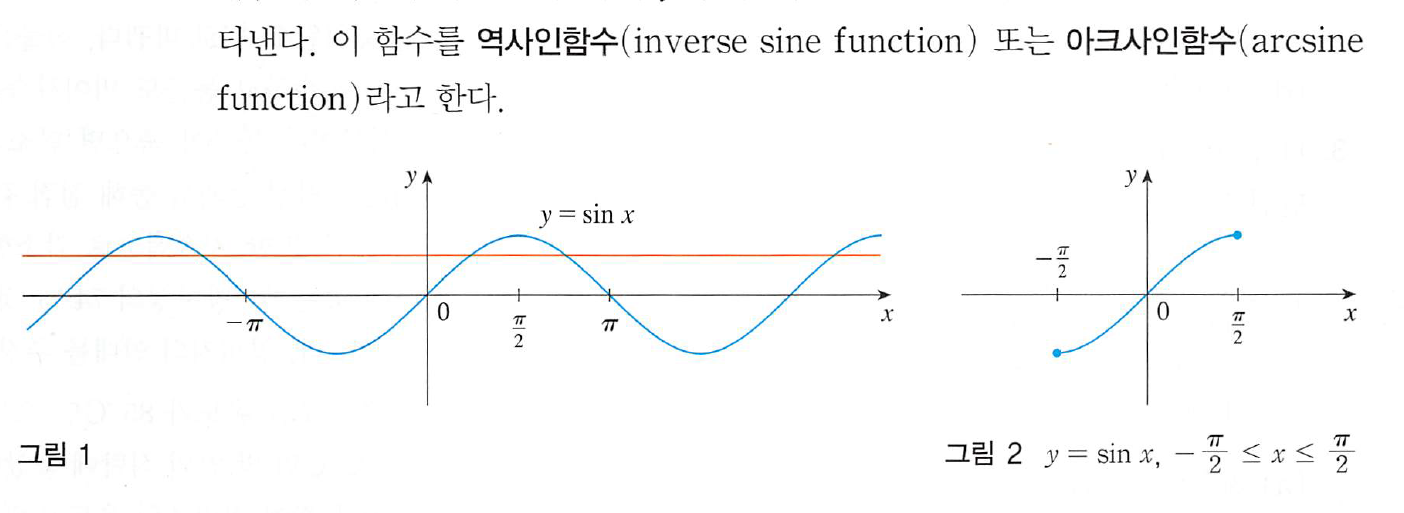 타낸다. 이 함수를 역사인함수(inverse sine function) 또는 아크사인함수(arcsine
function)라고 한다.
y
y = sin x
-π
0
π/2
π
x
y
-π/2
0
π/2
x
그림 1
그림 2 y = sin x, -π/2 ≤ x ≤ π/2